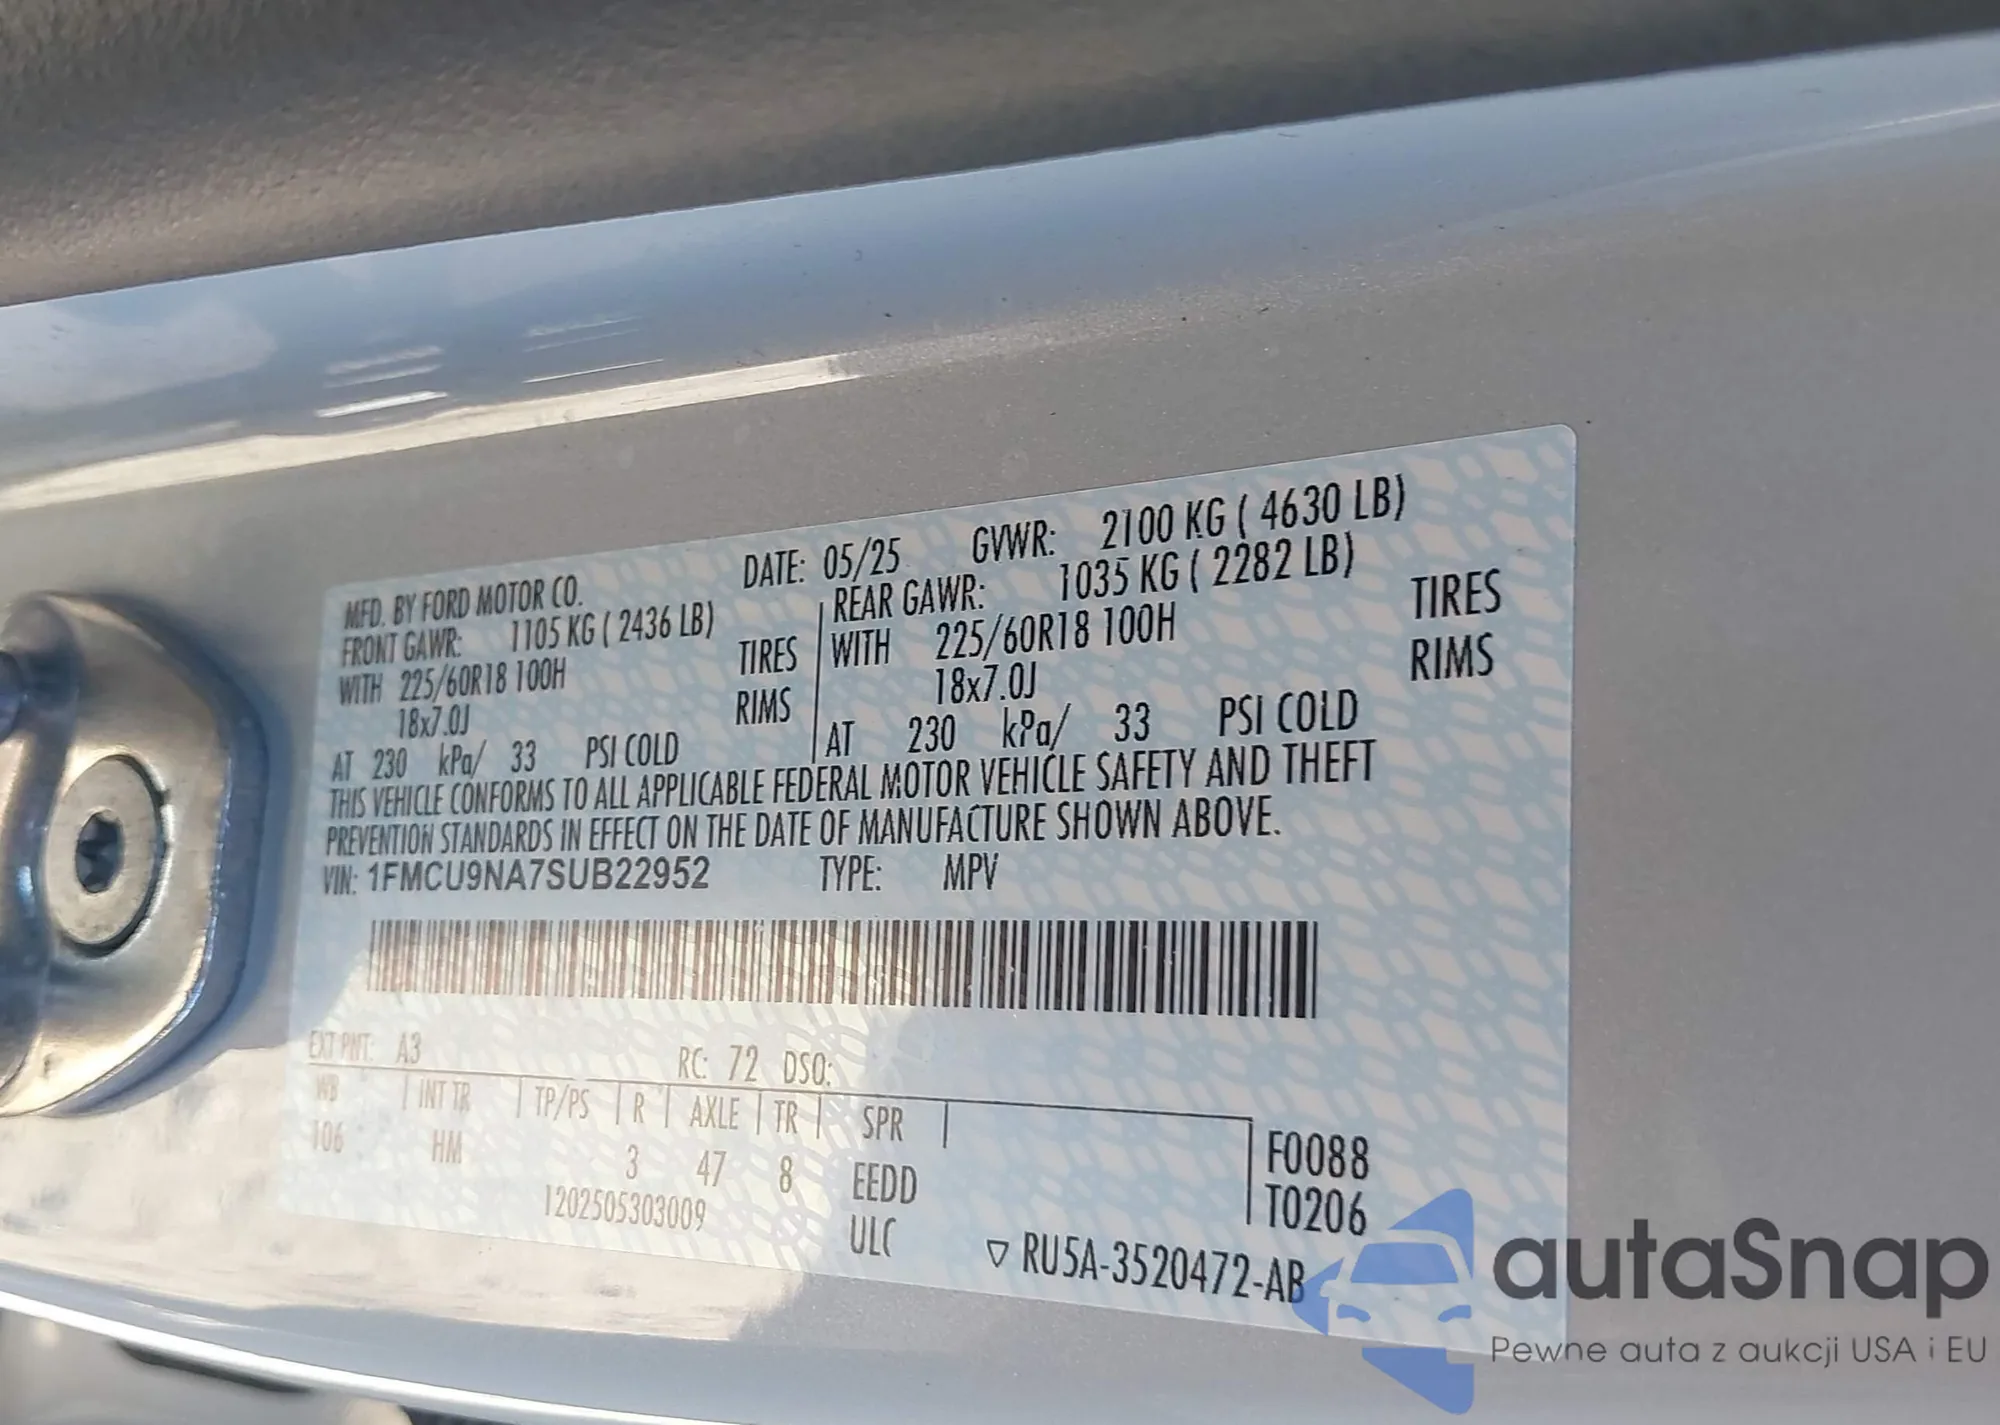 MFD. BY FORD MOTOR CO. DATE: 05/25 GVWR: 2100 KG ( 4630 LB)
FRONT GAWR: 1105 KG ( 2436 LB) REAR GAWR: 1035 KG ( 2282 LB)
WITH 225/60R18 100H TIRES WITH 225/60R18 100H TIRES
18x7.0J RIMS 18x7.0J RIMS
AT 230 kPa/ 33 PSI COLD AT 230 kPa/ 33 PSI COLD
THIS VEHICLE CONFORMS TO ALL APPLICABLE FEDERAL MOTOR VEHICLE SAFETY AND THEFT
PREVENTION STANDARDS IN EFFECT ON THE DATE OF MANUFACTURE SHOWN ABOVE.
VIN: 1FMCU9NA7SUB22952 TYPE: MPV
EXT PNT: A3 RC: 72 DSO:
WB INT TR TP/PS R AXLE TR SPR
106 HM 3 47 8 EEDD F0088
1202505303009 ULC T0206
▽ RU5A-3520472-AB
autaSnap
Pewne auta z aukcji USA i EU